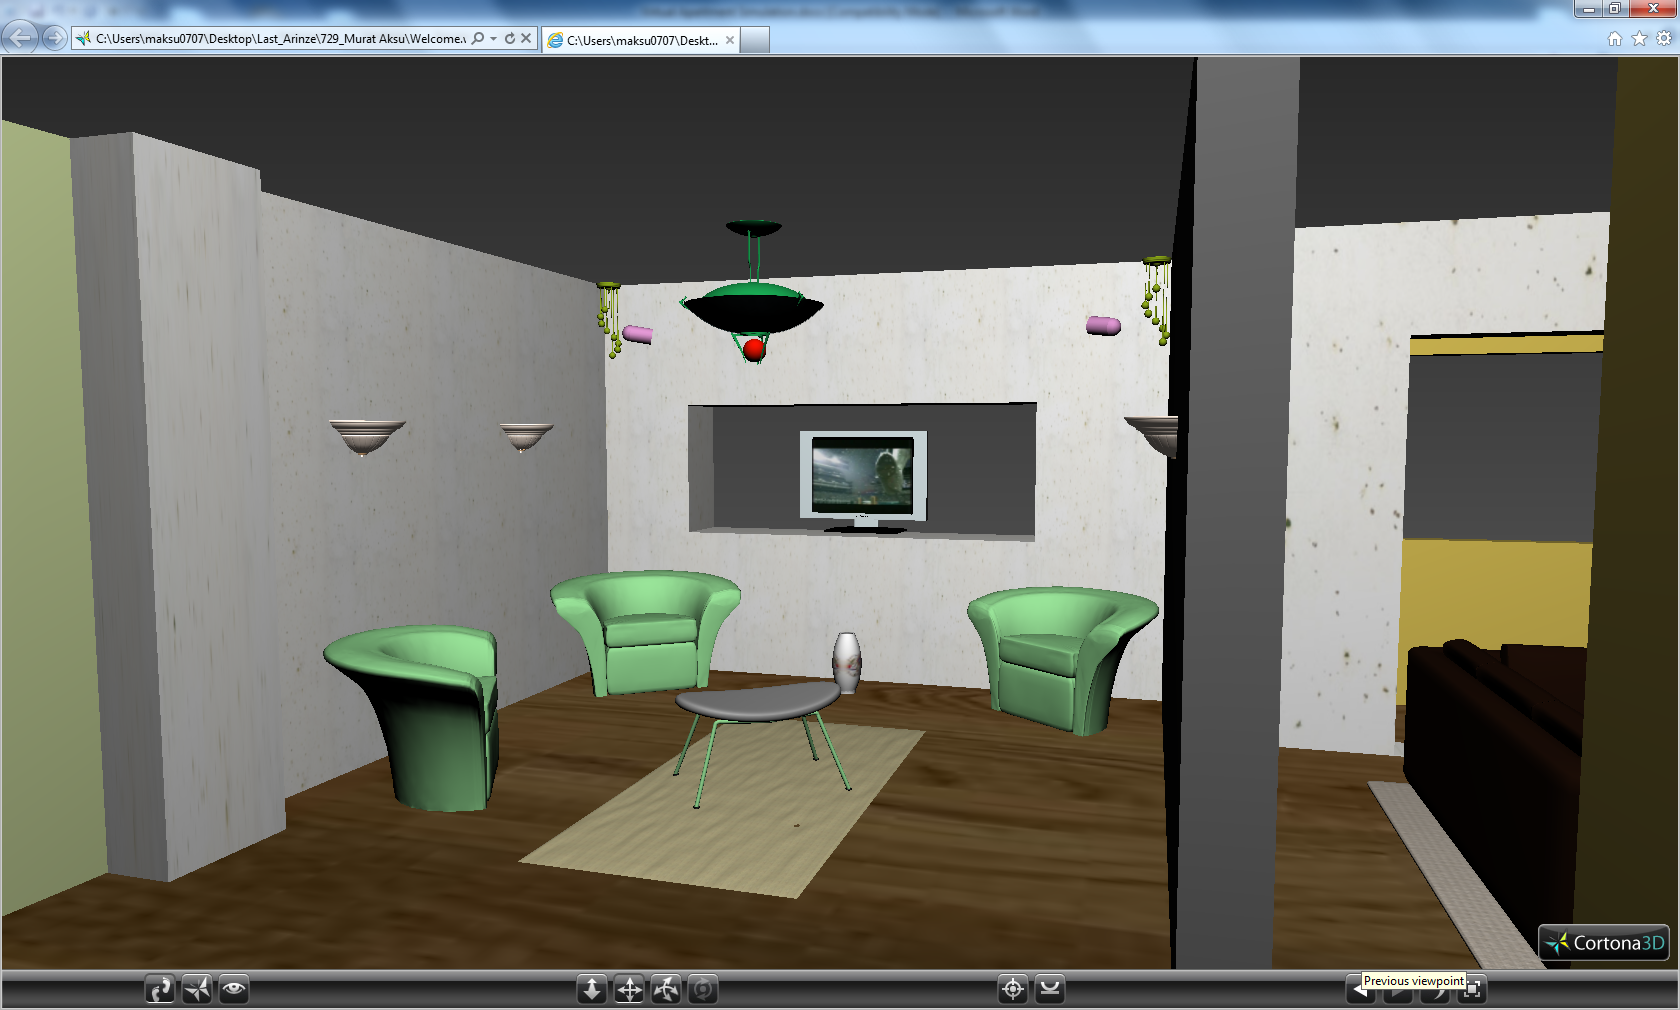 C:\Users\maksu0707\Desktop\Last_Arinze\729_Murat Aksu\Welcome.v
C:\Users\maksu0707\Deskt...
Cortona3D
Previous viewpoint